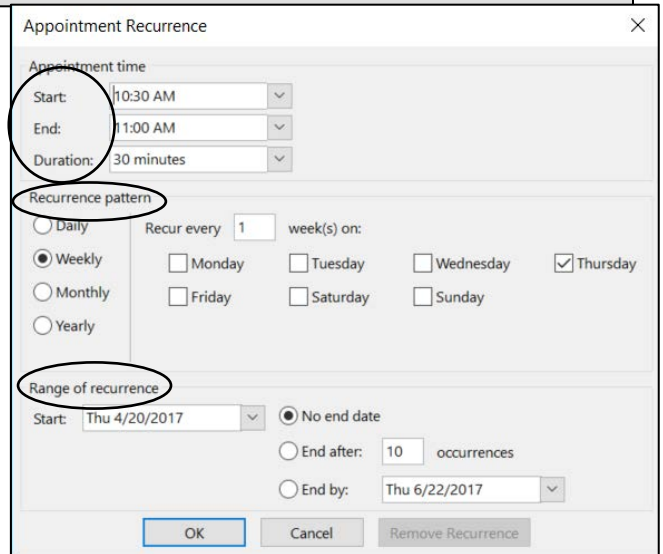 Appointment Recurrence
Appointment time
Start: 10:30 AM
End: 11:00 AM
Duration: 30 minutes
Recurrence pattern
Daily Recur every 1 week(s) on:
Weekly Monday Tuesday Wednesday Thursday
Monthly Friday Saturday Sunday
Yearly
Range of recurrence
Start: Thu 4/20/2017 No end date
End after: 10 occurrences
End by: Thu 6/22/2017
OK Cancel Remove Recurrence